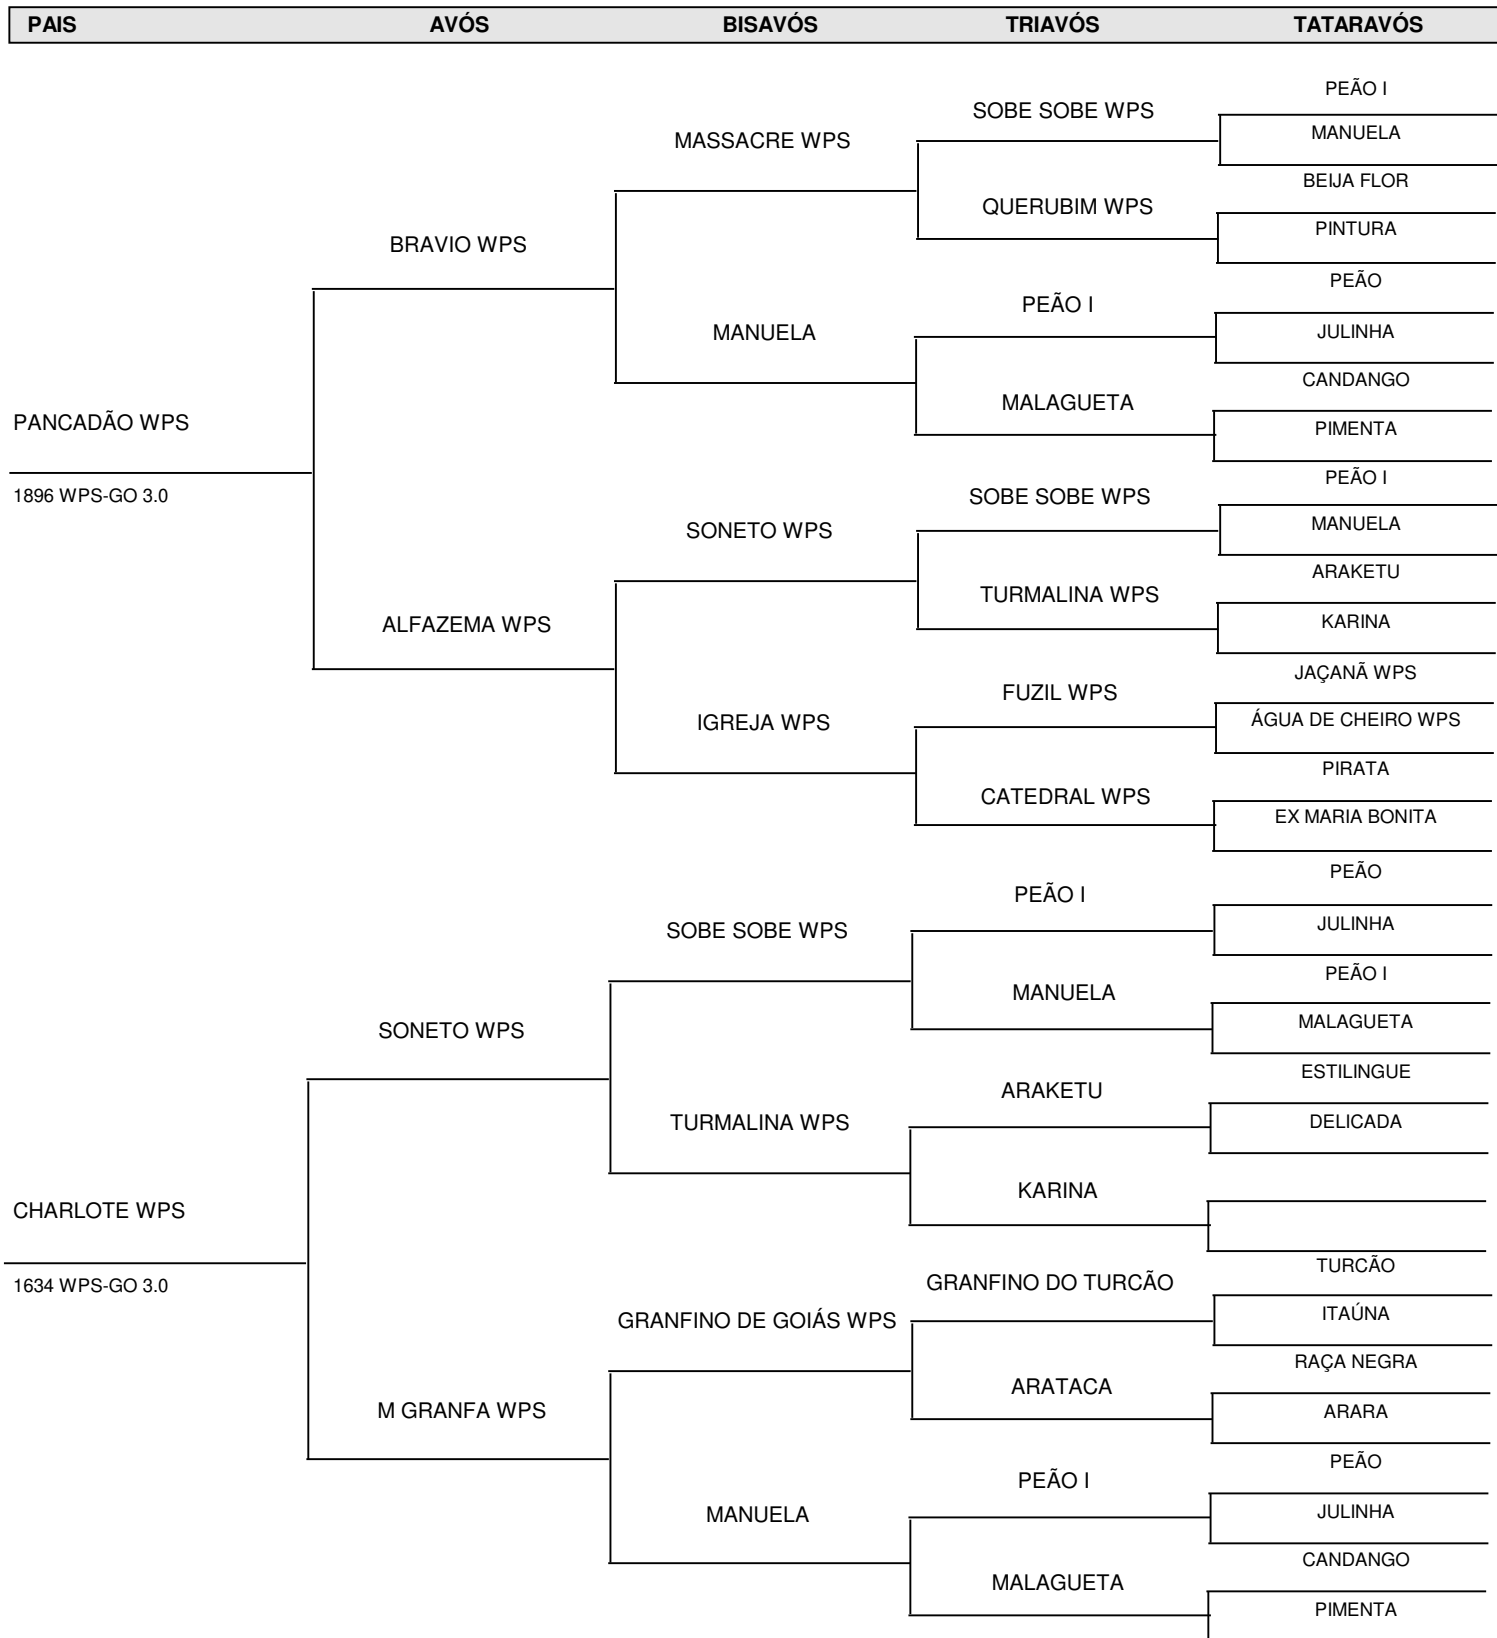 PAIS AVÓS BISAVÓS TRIAVÓS TATARAVÓS
PEÃO I
SOBE SOBE WPS
MANUELA
MASSACRE WPS
BEIJA FLOR
QUERUBIM WPS
PINTURA
BRAVIO WPS
PEÃO
PEÃO I
JULINHA
MANUELA
CANDANGO
MALAGUETA
PIMENTA
PANCADÃO WPS
1896 WPS-GO 3.0
PEÃO I
SOBE SOBE WPS
MANUELA
SONETO WPS
ARAKETU
TURMALINA WPS
KARINA
ALFAZEMA WPS
JAÇANÃ WPS
FUZIL WPS
ÁGUA DE CHEIRO WPS
IGREJA WPS
PIRATA
CATEDRAL WPS
EX MARIA BONITA
PEÃO
PEÃO I
JULINHA
SOBE SOBE WPS
PEÃO I
MANUELA
MALAGUETA
SONETO WPS
ESTILINGUE
ARAKETU
DELICADA
TURMALINA WPS
KARINA
CHARLOTE WPS
1634 WPS-GO 3.0
TURCÃO
GRANFINO DO TURCÃO
ITAÚNA
GRANFINO DE GOIÁS WPS
RAÇA NEGRA
ARATACA
ARARA
M GRANFA WPS
PEÃO
PEÃO I
JULINHA
MANUELA
CANDANGO
MALAGUETA
PIMENTA